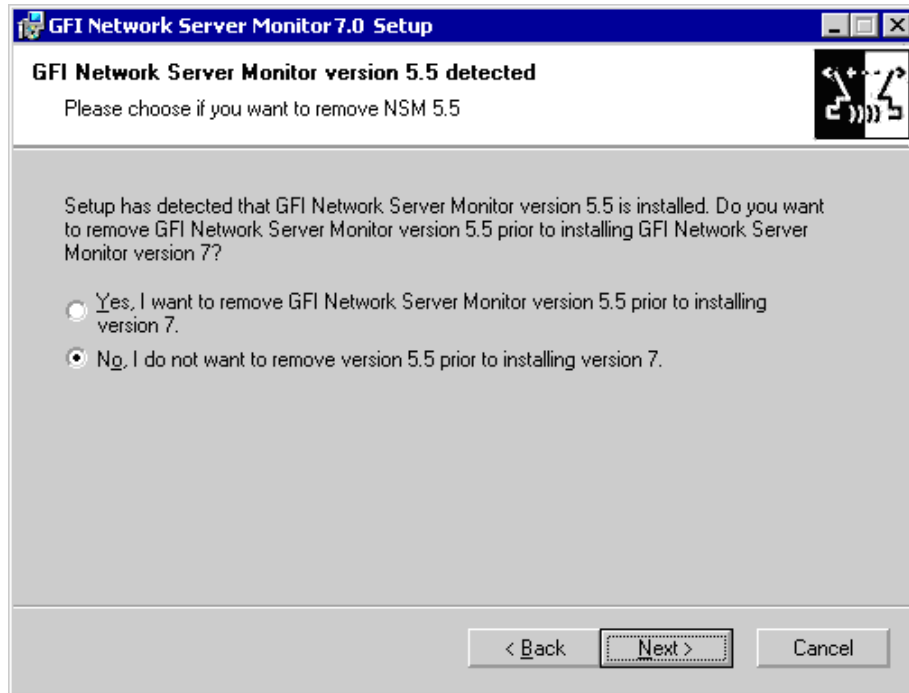 GFI Network Server Monitor 7.0 Setup
GFI Network Server Monitor version 5.5 detected
Please choose if you want to remove NSM 5.5
Setup has detected that GFI Network Server Monitor version 5.5 is installed. Do you want
to remove GFI Network Server Monitor version 5.5 prior to installing GFI Network Server
Monitor version 7?
Yes, I want to remove GFI Network Server Monitor version 5.5 prior to installing
version 7.
No, I do not want to remove version 5.5 prior to installing version 7.
< Back
Next >
Cancel